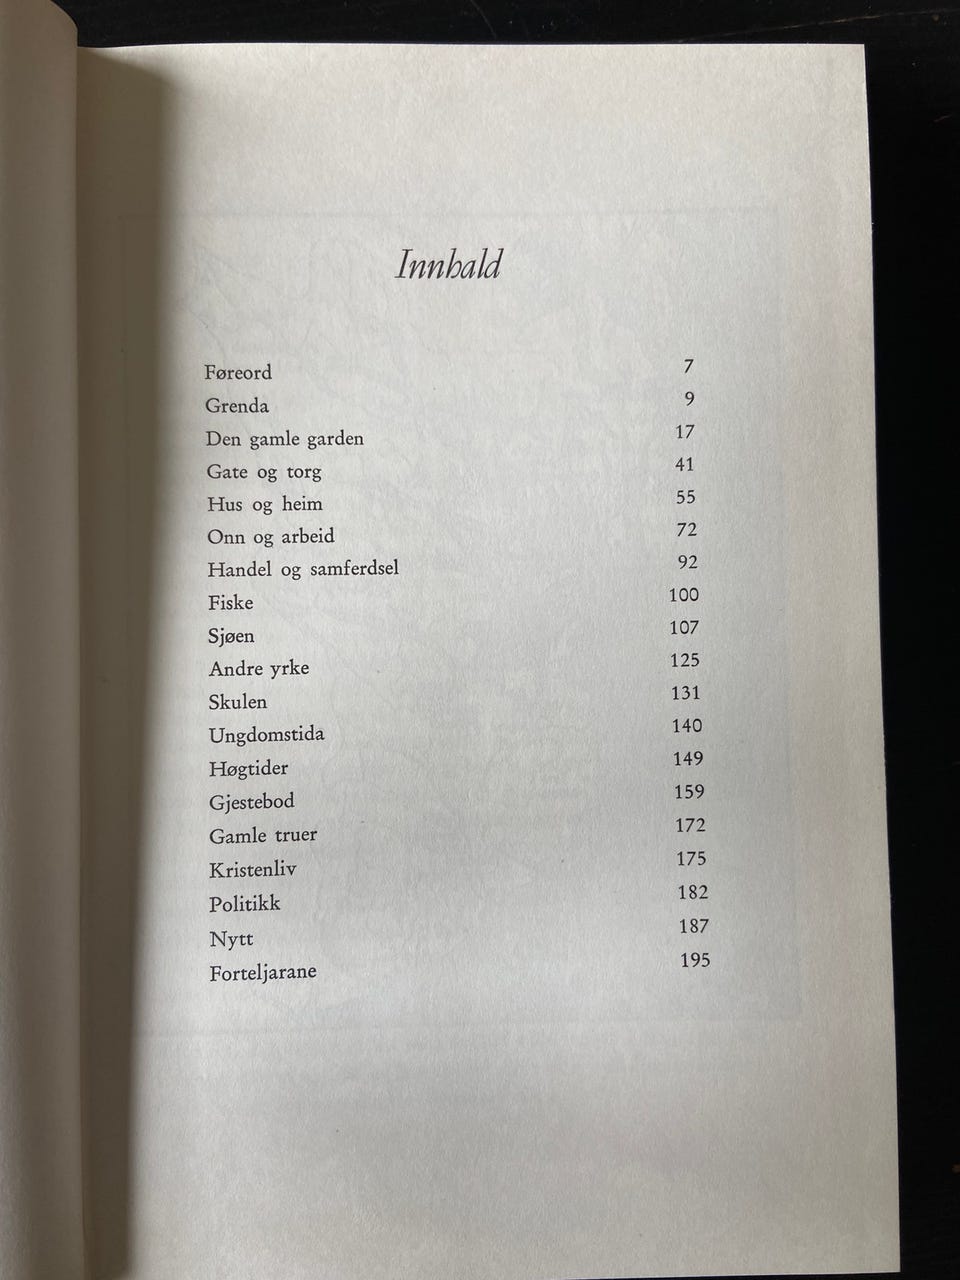 Innhald
Føreord 7
Grenda 9
Den gamle garden 17
Gate og torg 41
Hus og heim 55
Onn og arbeid 72
Handel og samferdsel 92
Fiske 100
Sjøen 107
Andre yrke 125
Skulen 131
Ungdomstida 140
Høgtider 149
Gjestebod 159
Gamle truer 172
Kristenliv 175
Politikk 182
Nytt 187
Forteljarane 195